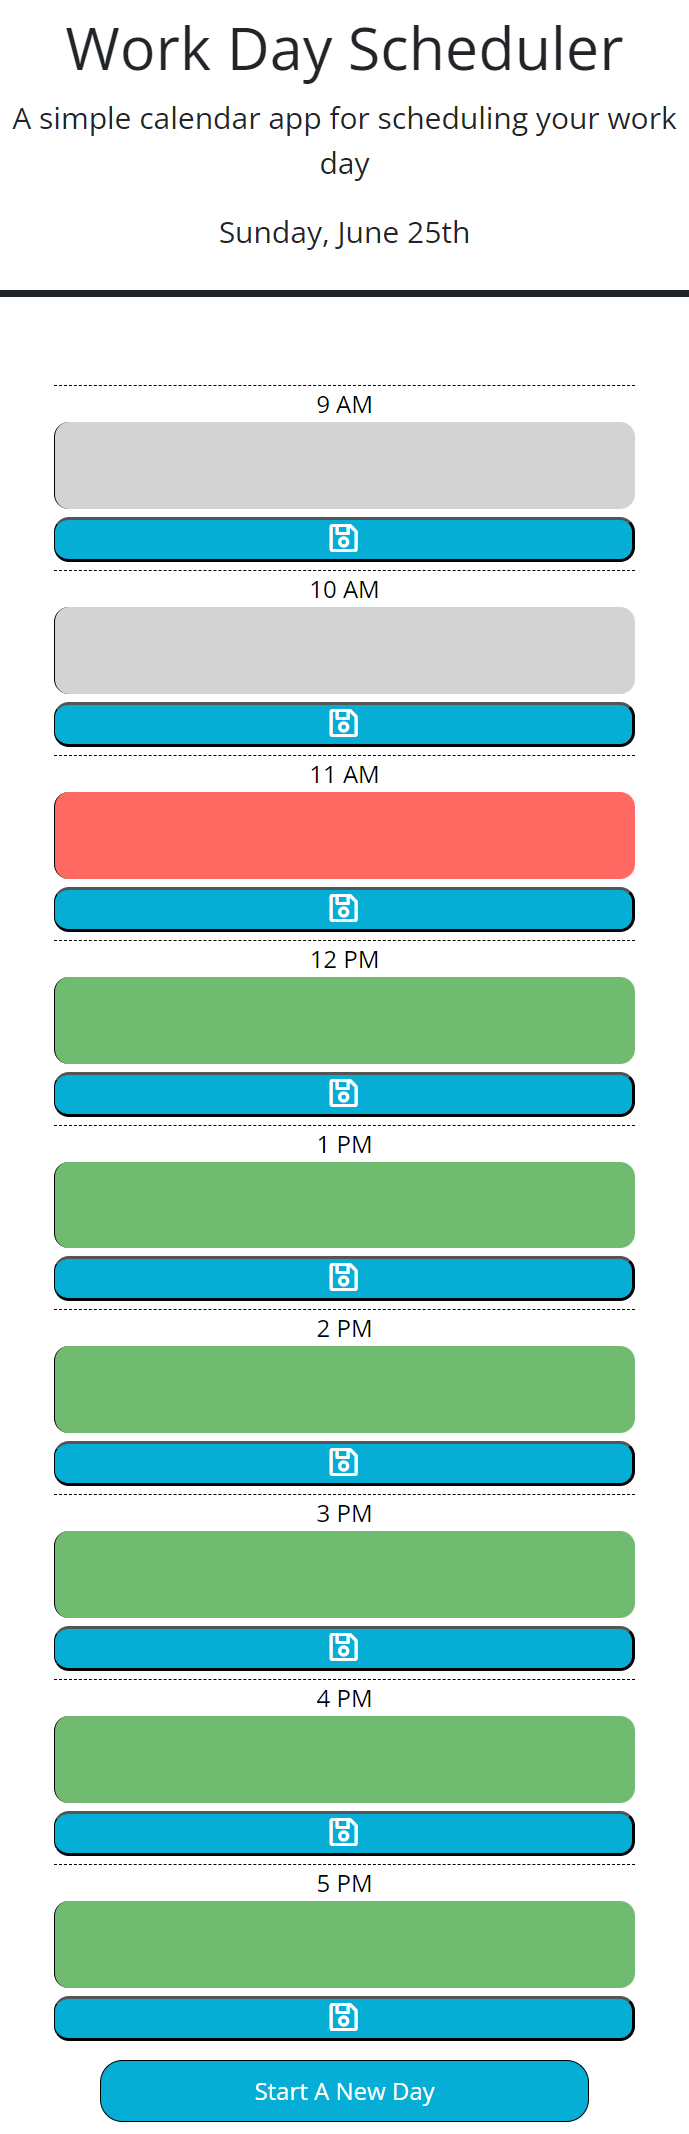 Work Day Scheduler
A simple calendar app for scheduling your work
day
Sunday, June 25th
9 AM
10 AM
11 AM
12 PM
1 PM
2 PM
3 PM
4 PM
5 PM
Start A New Day